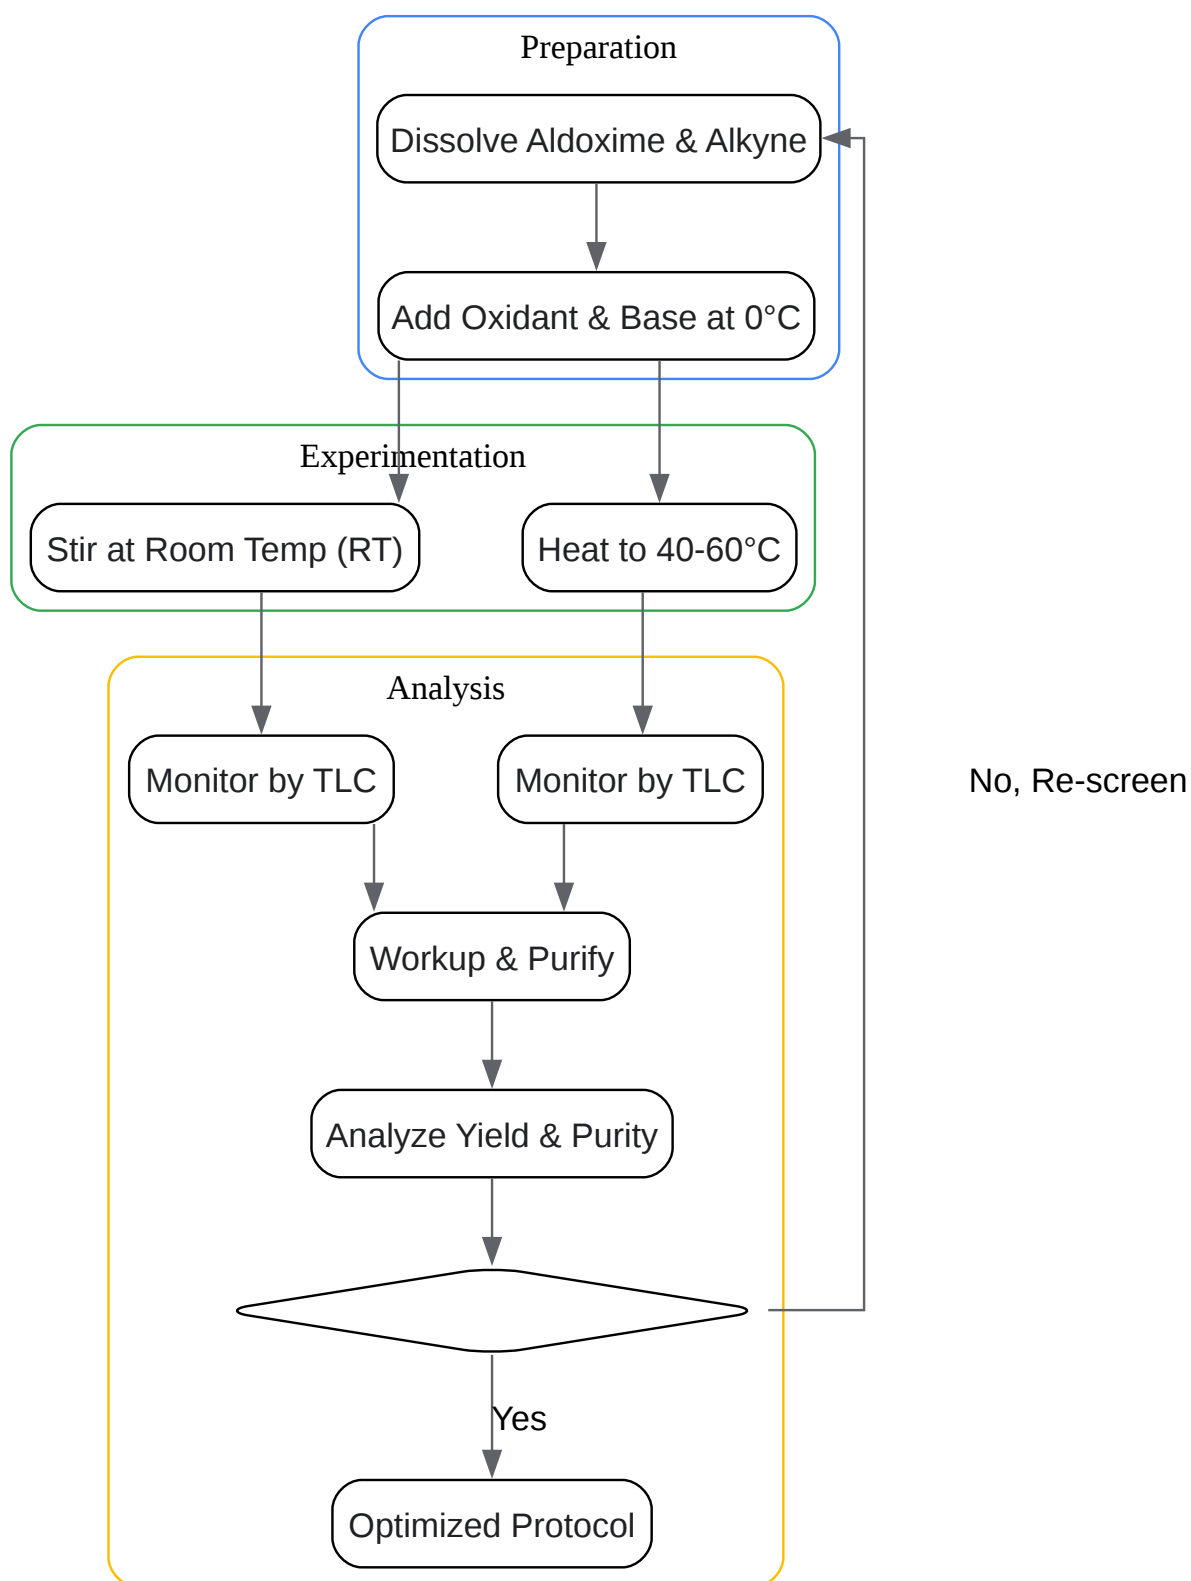 Preparation
Dissolve Aldoxime & Alkyne
Add Oxidant & Base at 0°C
Experimentation
Stir at Room Temp (RT)
Heat to 40-60°C
Analysis
Monitor by TLC
Monitor by TLC
No, Re-screen
Workup & Purify
Analyze Yield & Purity
Yes
Optimized Protocol